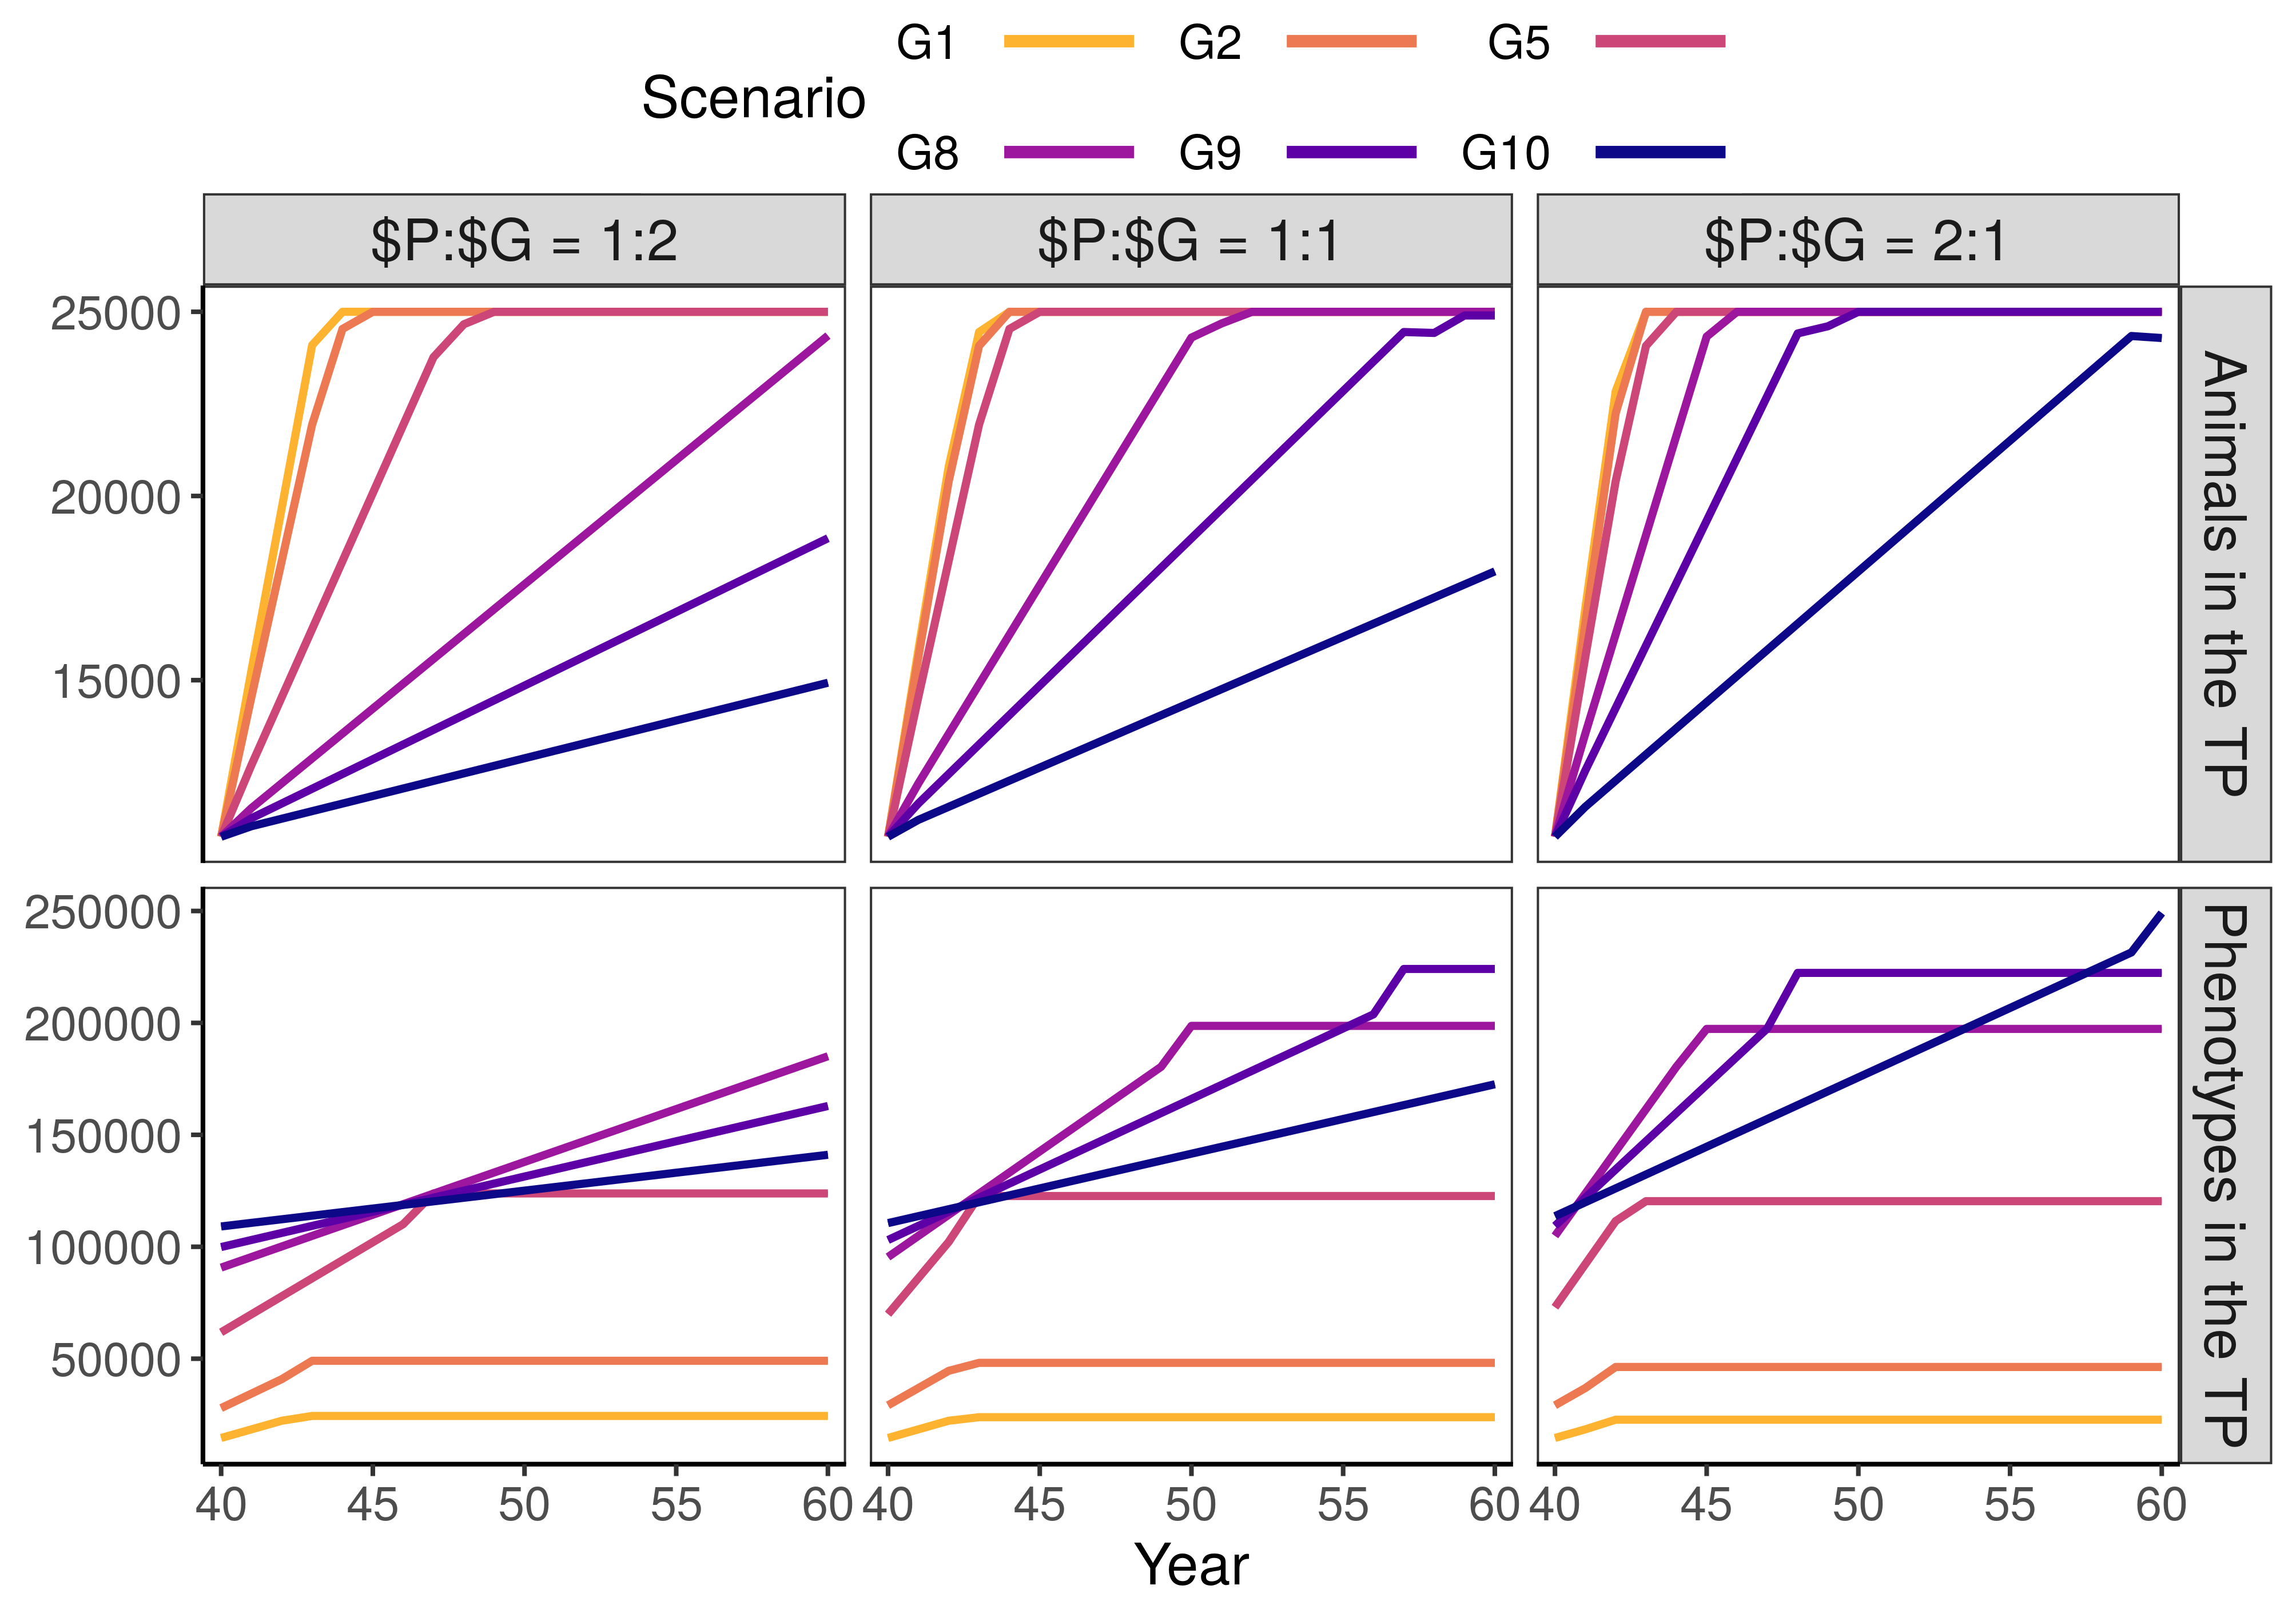 G1 G2 G5
Scenario
G8 G9 G10
$P:$G = 1:2 $P:$G = 1:1 $P:$G = 2:1
25000
20000
15000
Animals in the TP
250000
200000
150000
100000
50000
Phenotypes in the TP
40 45 50 55 60 40 45 50 55 60 40 45 50 55 60
Year